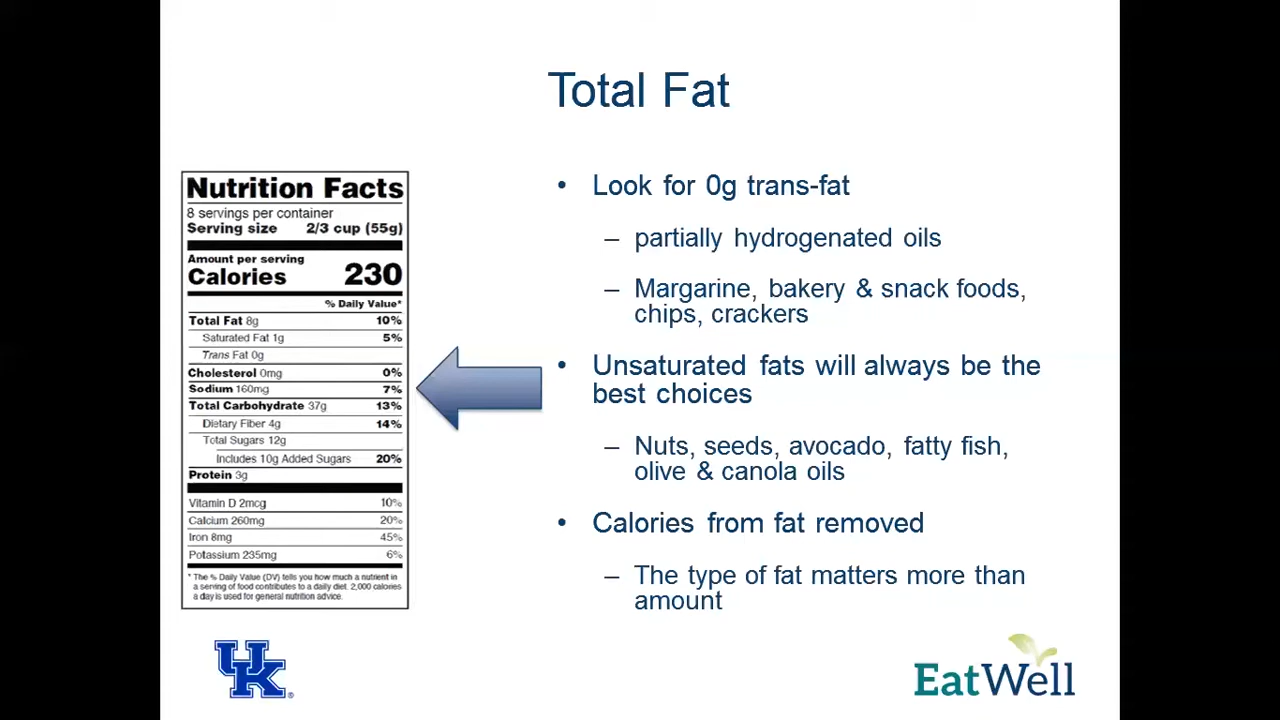 Total Fat
Nutrition Facts
8 servings per container
Serving size 2/3 cup (55g)
Amount per serving
Calories 230
% Daily Value*
Total Fat 8g 10%
Saturated Fat 1g 5%
Trans Fat 0g
Cholesterol 0mg 0%
Sodium 160mg 7%
Total Carbohydrate 37g 13%
Dietary Fiber 4g 14%
Total Sugars 12g
Includes 10g Added Sugars 20%
Protein 3g
Vitamin D 2mcg 10%
Calcium 260mg 20%
Iron 8mg 45%
Potassium 235mg 6%
* The % Daily Value (DV) tells you how much a nutrient in
a serving of food contributes to a daily diet. 2,000 calories
a day is used for general nutrition advice.
• Look for 0g trans-fat
– partially hydrogenated oils
– Margarine, bakery & snack foods,
chips, crackers
• Unsaturated fats will always be the
best choices
– Nuts, seeds, avocado, fatty fish,
olive & canola oils
• Calories from fat removed
– The type of fat matters more than
amount
UK®
EatWell